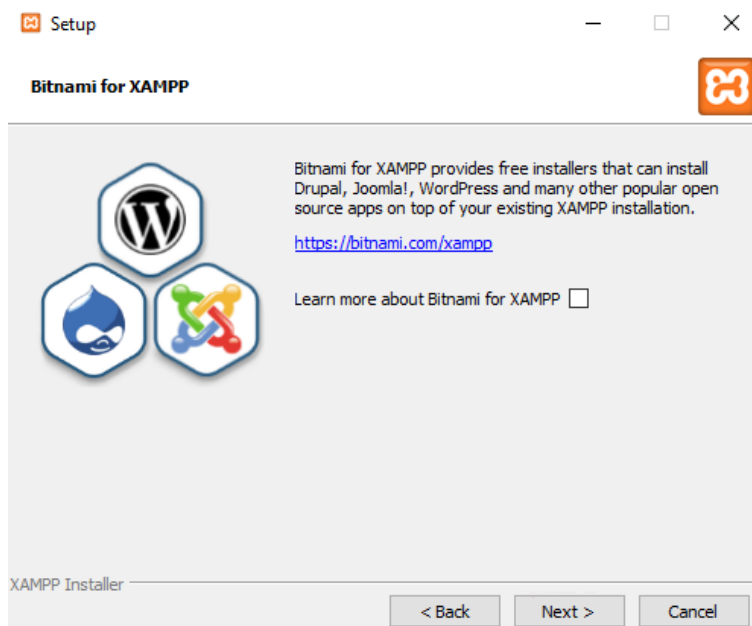 Setup
Bitnami for XAMPP
Bitnami for XAMPP provides free installers that can install
Drupal, Joomla!, WordPress and many other popular open
source apps on top of your existing XAMPP installation.
https://bitnami.com/xampp
Learn more about Bitnami for XAMPP
XAMPP Installer
< Back
Next >
Cancel